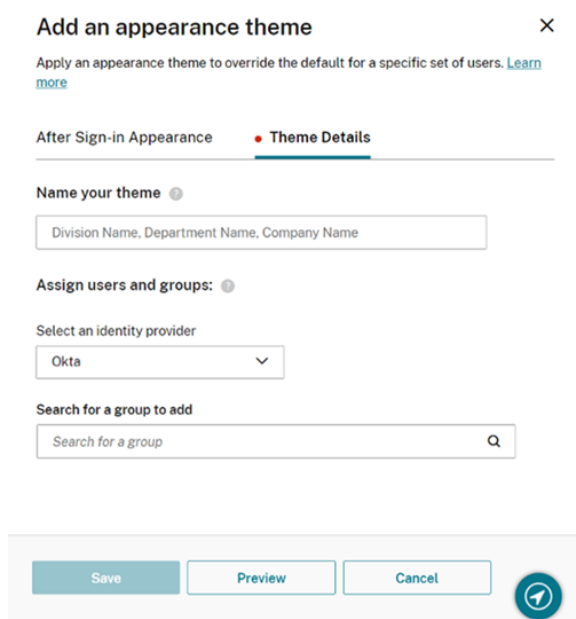 Add an appearance theme
Apply an appearance theme to override the default for a specific set of users. Learn
more
After Sign-in Appearance
Theme Details
Name your theme
Division Name, Department Name, Company Name
Assign users and groups:
Select an identity provider
Okta
Search for a group to add
Search for a group
Save
Preview
Cancel